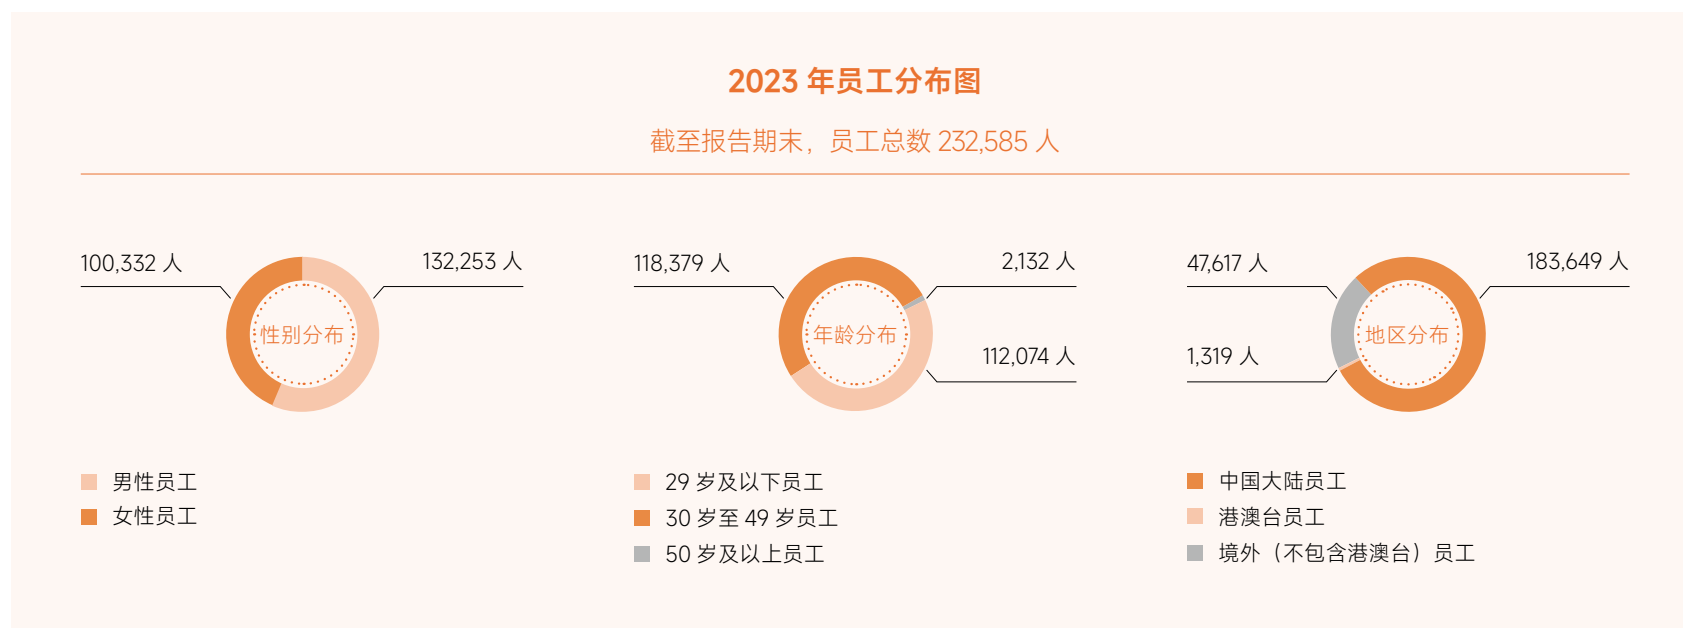 2023 年员工分布图
截至报告期末，员工总数 232,585 人
100,332 人
132,253 人
性别分布
男性员工
女性员工
118,379 人
2,132 人
112,074 人
年龄分布
29 岁及以下员工
30 岁至 49 岁员工
50 岁及以上员工
47,617 人
183,649 人
1,319 人
地区分布
中国大陆员工
港澳台员工
境外（不包含港澳台）员工